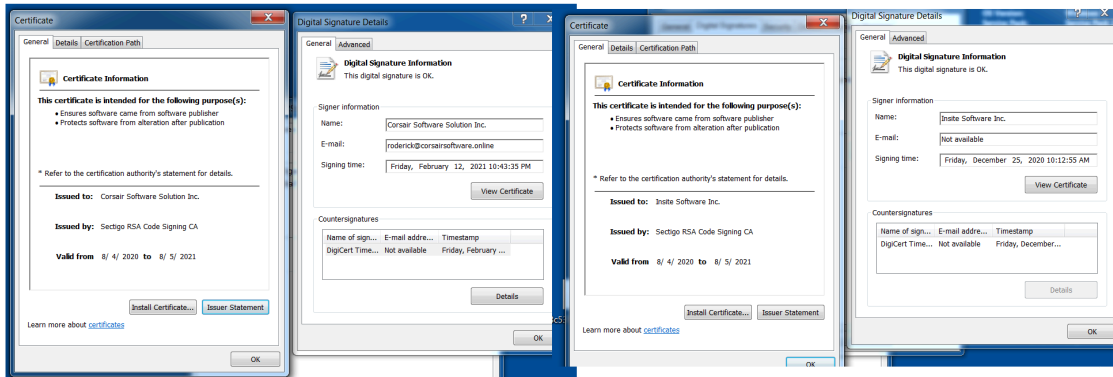 Certificate
General Details Certification Path
Certificate Information
This certificate is intended for the following purpose(s):
• Ensures software came from software publisher
• Protects software from alteration after publication
* Refer to the certification authority's statement for details.
Issued to: Corsair Software Solution Inc.
Issued by: Sectigo RSA Code Signing CA
Valid from 8/ 4/ 2020 to 8/ 5/ 2021
Install Certificate... Issuer Statement
Learn more about certificates
OK
Digital Signature Details
General Advanced
Digital Signature Information
This digital signature is OK.
Signer information
Name: Corsair Software Solution Inc.
E-mail: roderick@corsairsoftware.online
Signing time: Friday, February 12, 2021 10:43:35 PM
View Certificate
Countersignatures
Name of sign... E-mail addre... Timestamp
DigiCert Time... Not available Friday, February ...
Details
OK
Certificate
General Details Certification Path
Certificate Information
This certificate is intended for the following purpose(s):
• Ensures software came from software publisher
• Protects software from alteration after publication
* Refer to the certification authority's statement for details.
Issued to: Insite Software Inc.
Issued by: Sectigo RSA Code Signing CA
Valid from 8/ 4/ 2020 to 8/ 5/ 2021
Install Certificate... Issuer Statement
Learn more about certificates
OK
Digital Signature Details
General Advanced
Digital Signature Information
This digital signature is OK.
Signer information
Name: Insite Software Inc.
E-mail: Not available
Signing time: Friday, December 25, 2020 10:12:55 AM
View Certificate
Countersignatures
Name of sign... E-mail addre... Timestamp
DigiCert Time... Not available Friday, December...
Details
OK